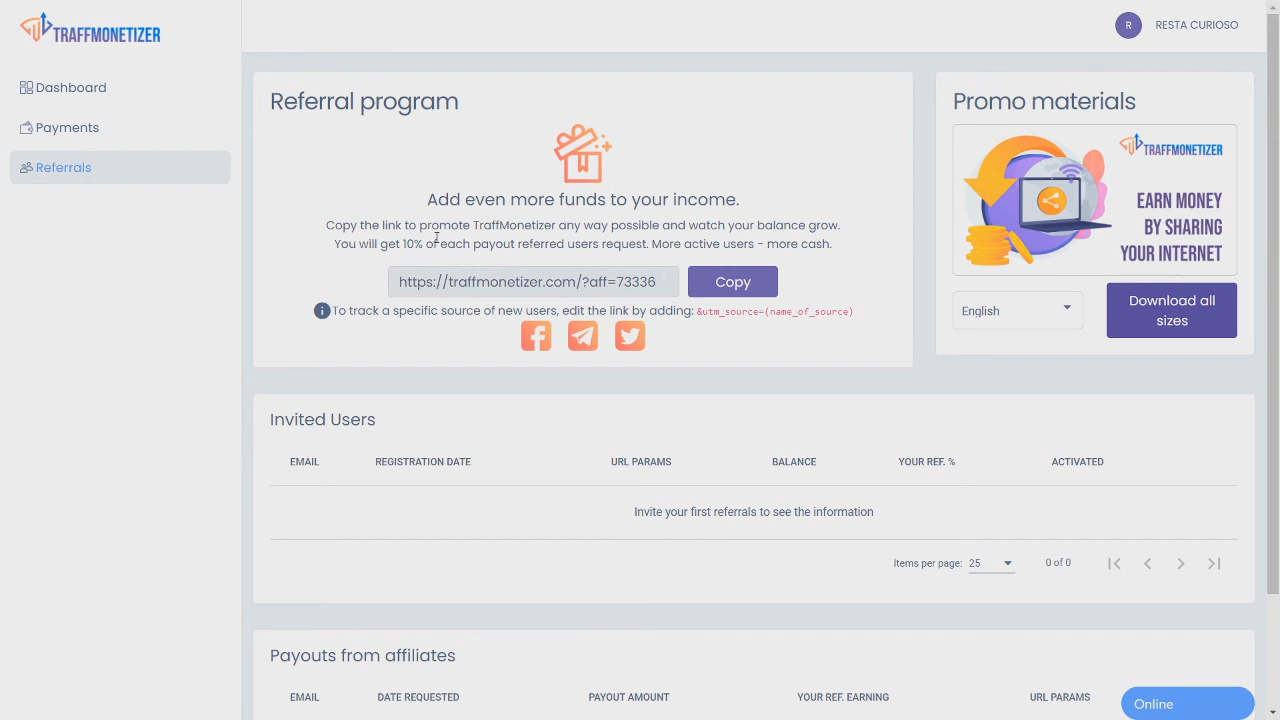 TRAFFMONETIZER
R
RESTA CURIOSO
Dashboard
Payments
Referrals
Referral program
Add even more funds to your income.
Copy the link to promote TraffMonetizer any way possible and watch your balance grow.
You will get 10% of each payout referred users request. More active users - more cash.
https://traffmonetizer.com/?aff=73336
Copy
To track a specific source of new users, edit the link by adding: &utm_source=(name_of_source)
Promo materials
TRAFFMONETIZER
EARN MONEY
BY SHARING
YOUR INTERNET
English
Download all
sizes
Invited Users
EMAIL REGISTRATION DATE URL PARAMS BALANCE YOUR REF. % ACTIVATED
Invite your first referrals to see the information
Items per page: 25 0 of 0
Payouts from affiliates
EMAIL DATE REQUESTED PAYOUT AMOUNT YOUR REF. EARNING URL PARAMS
Online